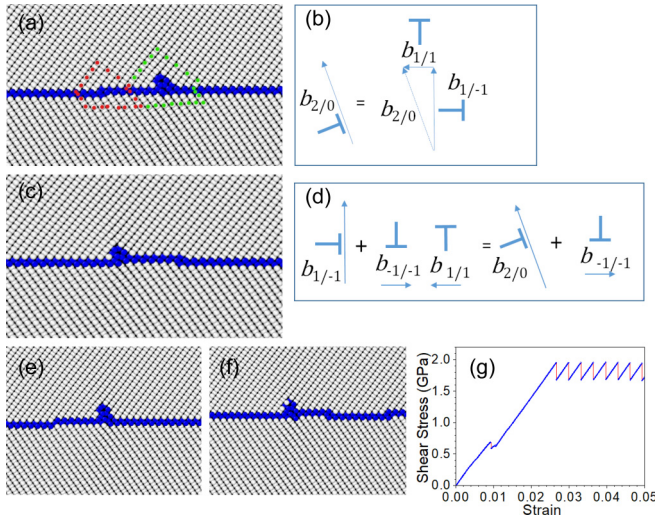 (a)
(b)
b1/1
b2/0 = b2/0 b1/-1
(c)
(d)
b1/-1 + b-1/-1 b1/1 = b2/0 + b-1/-1
(e)
(f)
(g)
Shear Stress (GPa)
2.0
1.5
1.0
0.5
0.0
0.00 0.01 0.02 0.03 0.04 0.05
Strain